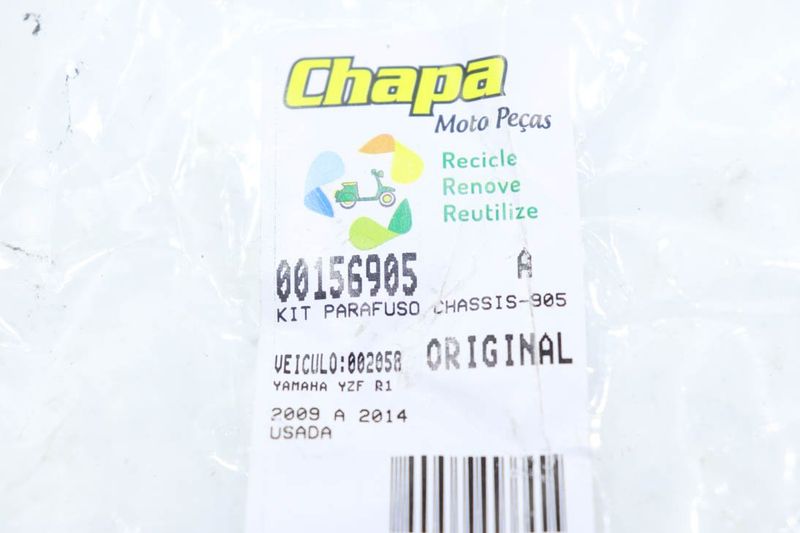 Chapa
Moto Peças
Recicle
Renove
Reutilize
00156905 A
KIT PARAFUSO CHASSIS-905
VEICULO:002058 ORIGINAL
YAMAHA YZF R1
2009 A 2014
USADA